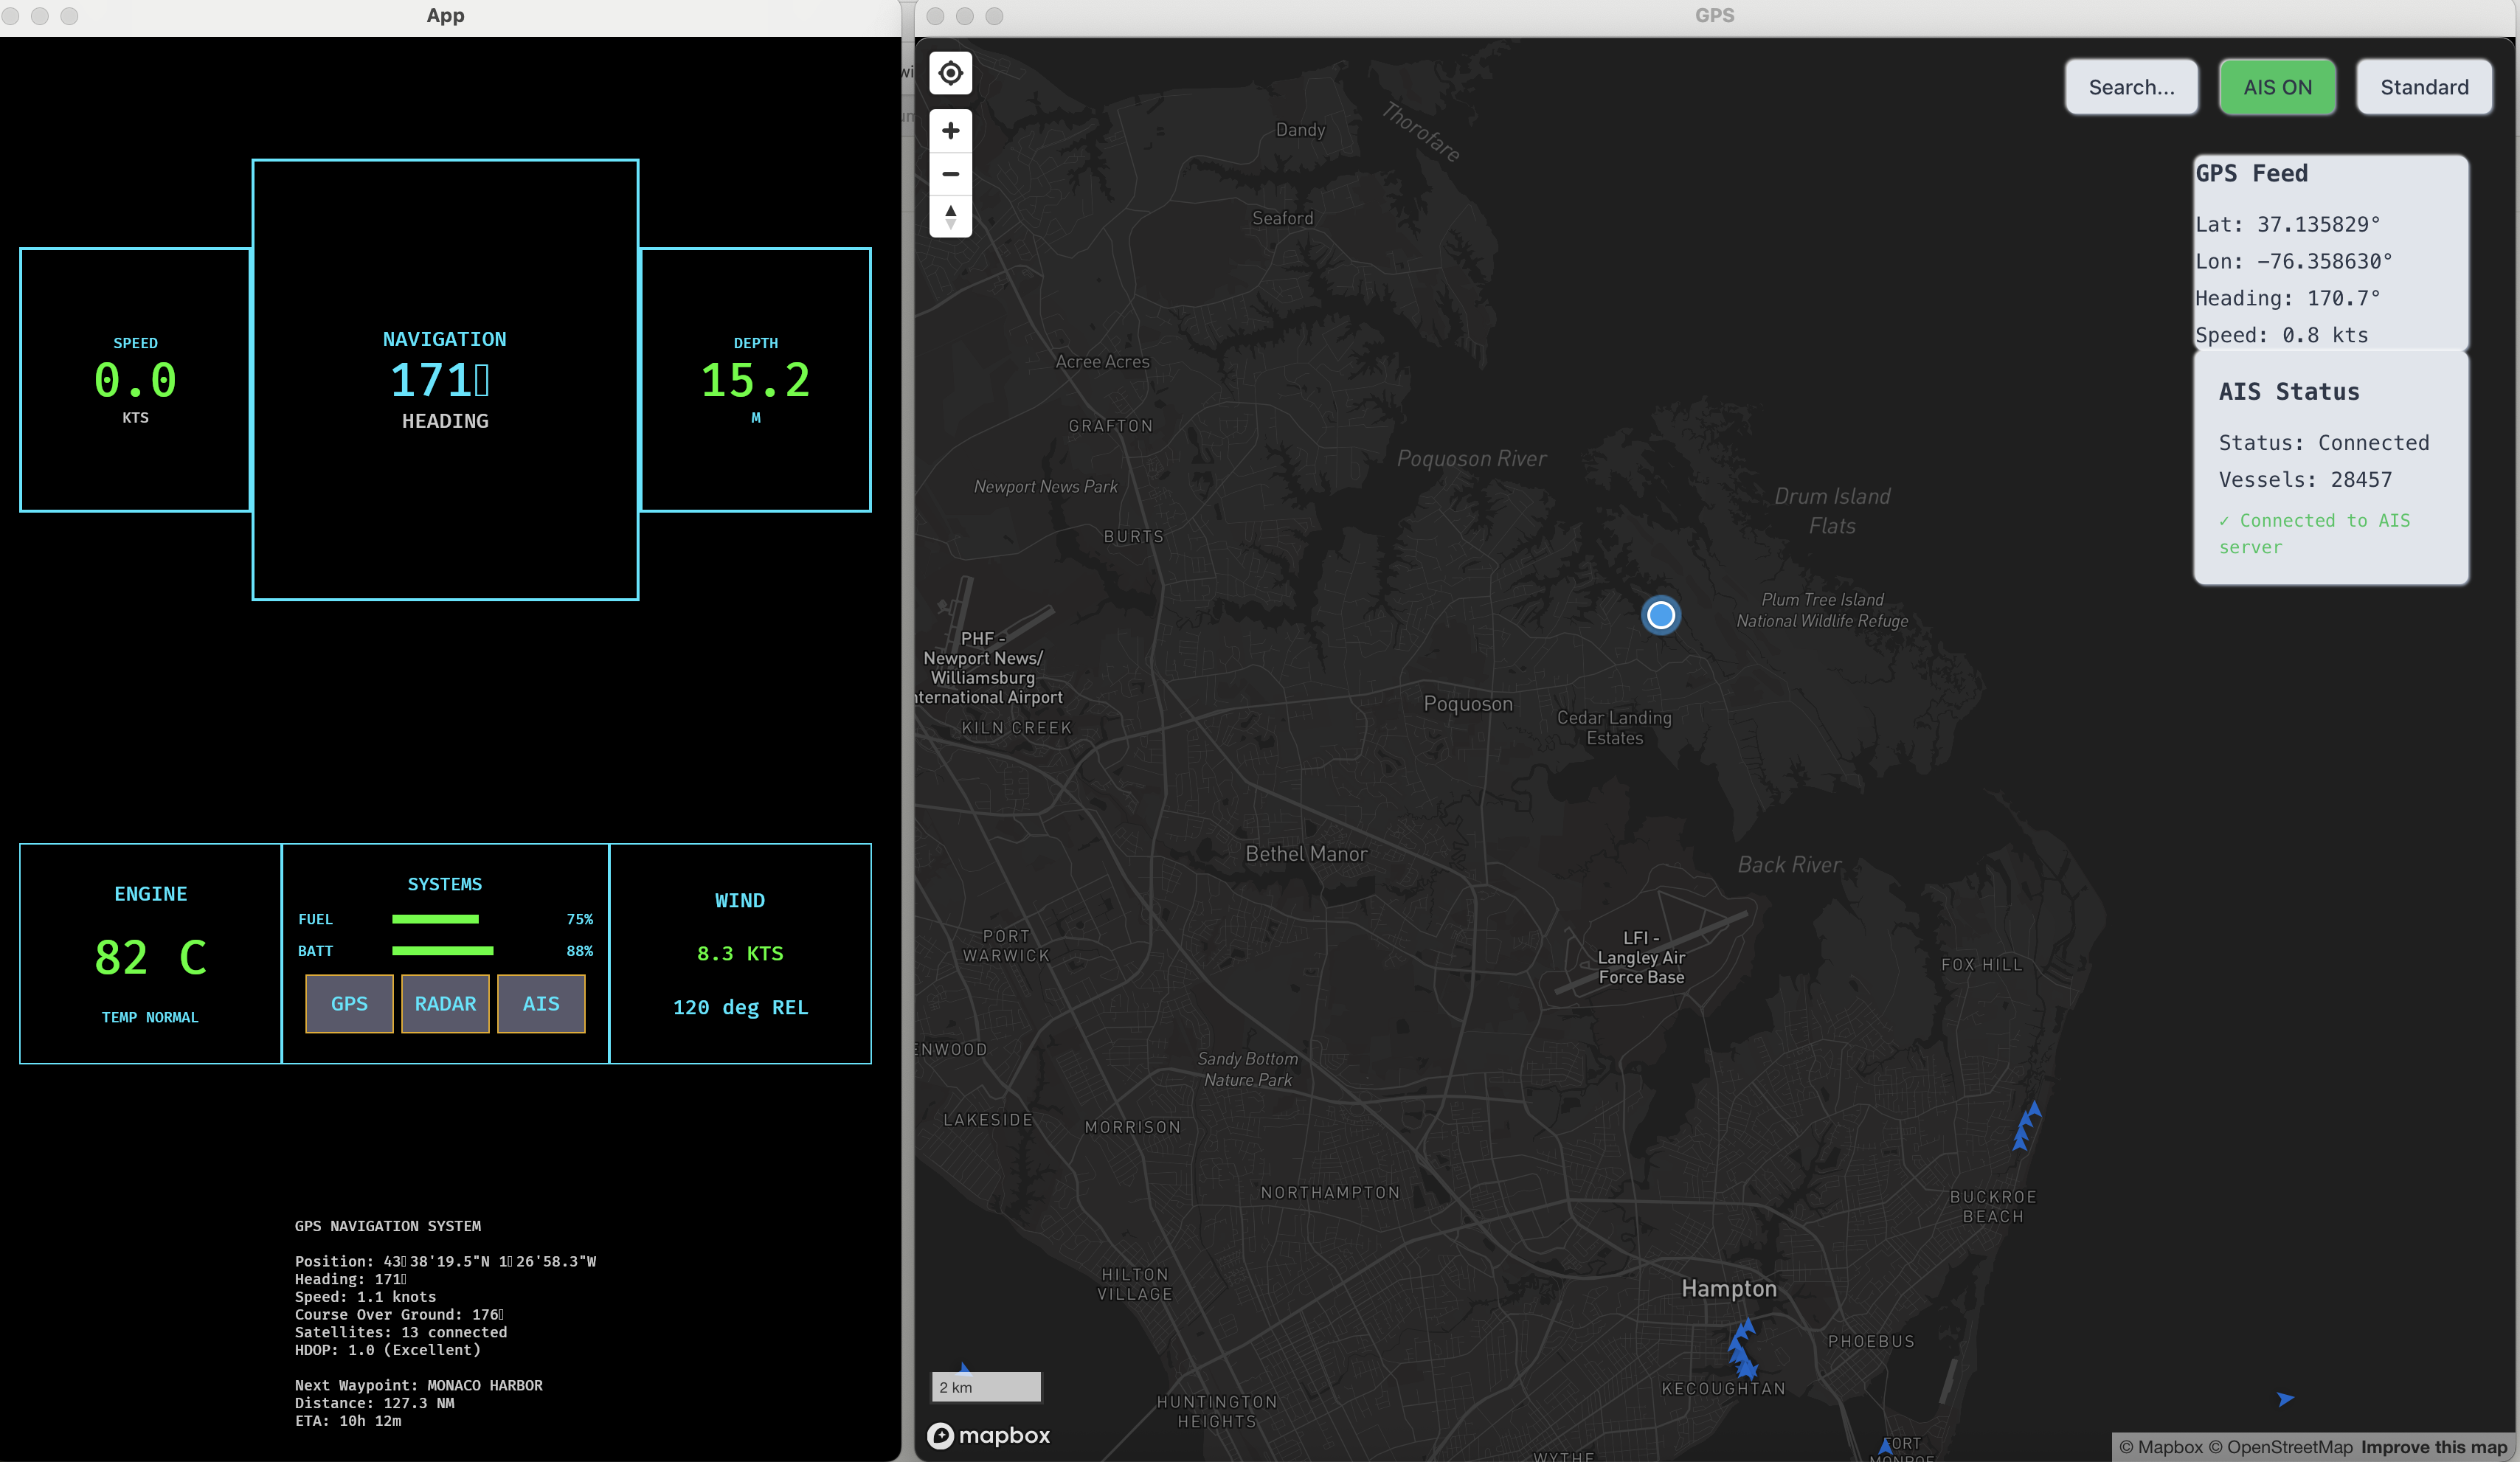 App
SPEED
0.0
KTS
NAVIGATION
171▯
HEADING
DEPTH
15.2
M
ENGINE
82 C
TEMP NORMAL
SYSTEMS
FUEL 75%
BATT 88%
GPS RADAR AIS
WIND
8.3 KTS
120 deg REL
GPS NAVIGATION SYSTEM
Position: 43▯38'19.5"N 1▯26'58.3"W
Heading: 171▯
Speed: 1.1 knots
Course Over Ground: 176▯
Satellites: 13 connected
HDOP: 1.0 (Excellent)
Next Waypoint: MONACO HARBOR
Distance: 127.3 NM
ETA: 10h 12m
GPS
Search...
AIS ON
Standard
GPS Feed
Lat: 37.135829°
Lon: -76.358630°
Heading: 170.7°
Speed: 0.8 kts
AIS Status
Status: Connected
Vessels: 28457
✓ Connected to AIS
server
Dandy
Thorofare
Seaford
Acree Acres
GRAFTON
Poquoson River
Newport News Park
Drum Island
Flats
BURTS
Plum Tree Island
National Wildlife Refuge
PHF -
Newport News/
Williamsburg
nternational Airport
KILN CREEK
Poquoson
Cedar Landing
Estates
Bethel Manor
Back River
PORT
WARWICK
LFI -
Langley Air
Force Base
FOX HILL
ENWOOD
Sandy Bottom
Nature Park
LAKESIDE
MORRISON
NORTHAMPTON
BUCKROE
BEACH
HILTON
VILLAGE
Hampton
PHOEBUS
2 km
KECOUGHTAN
HUNTINGTON
HEIGHTS
mapbox
FORT
MONROE
WYTHE
© Mapbox © OpenStreetMap Improve this map